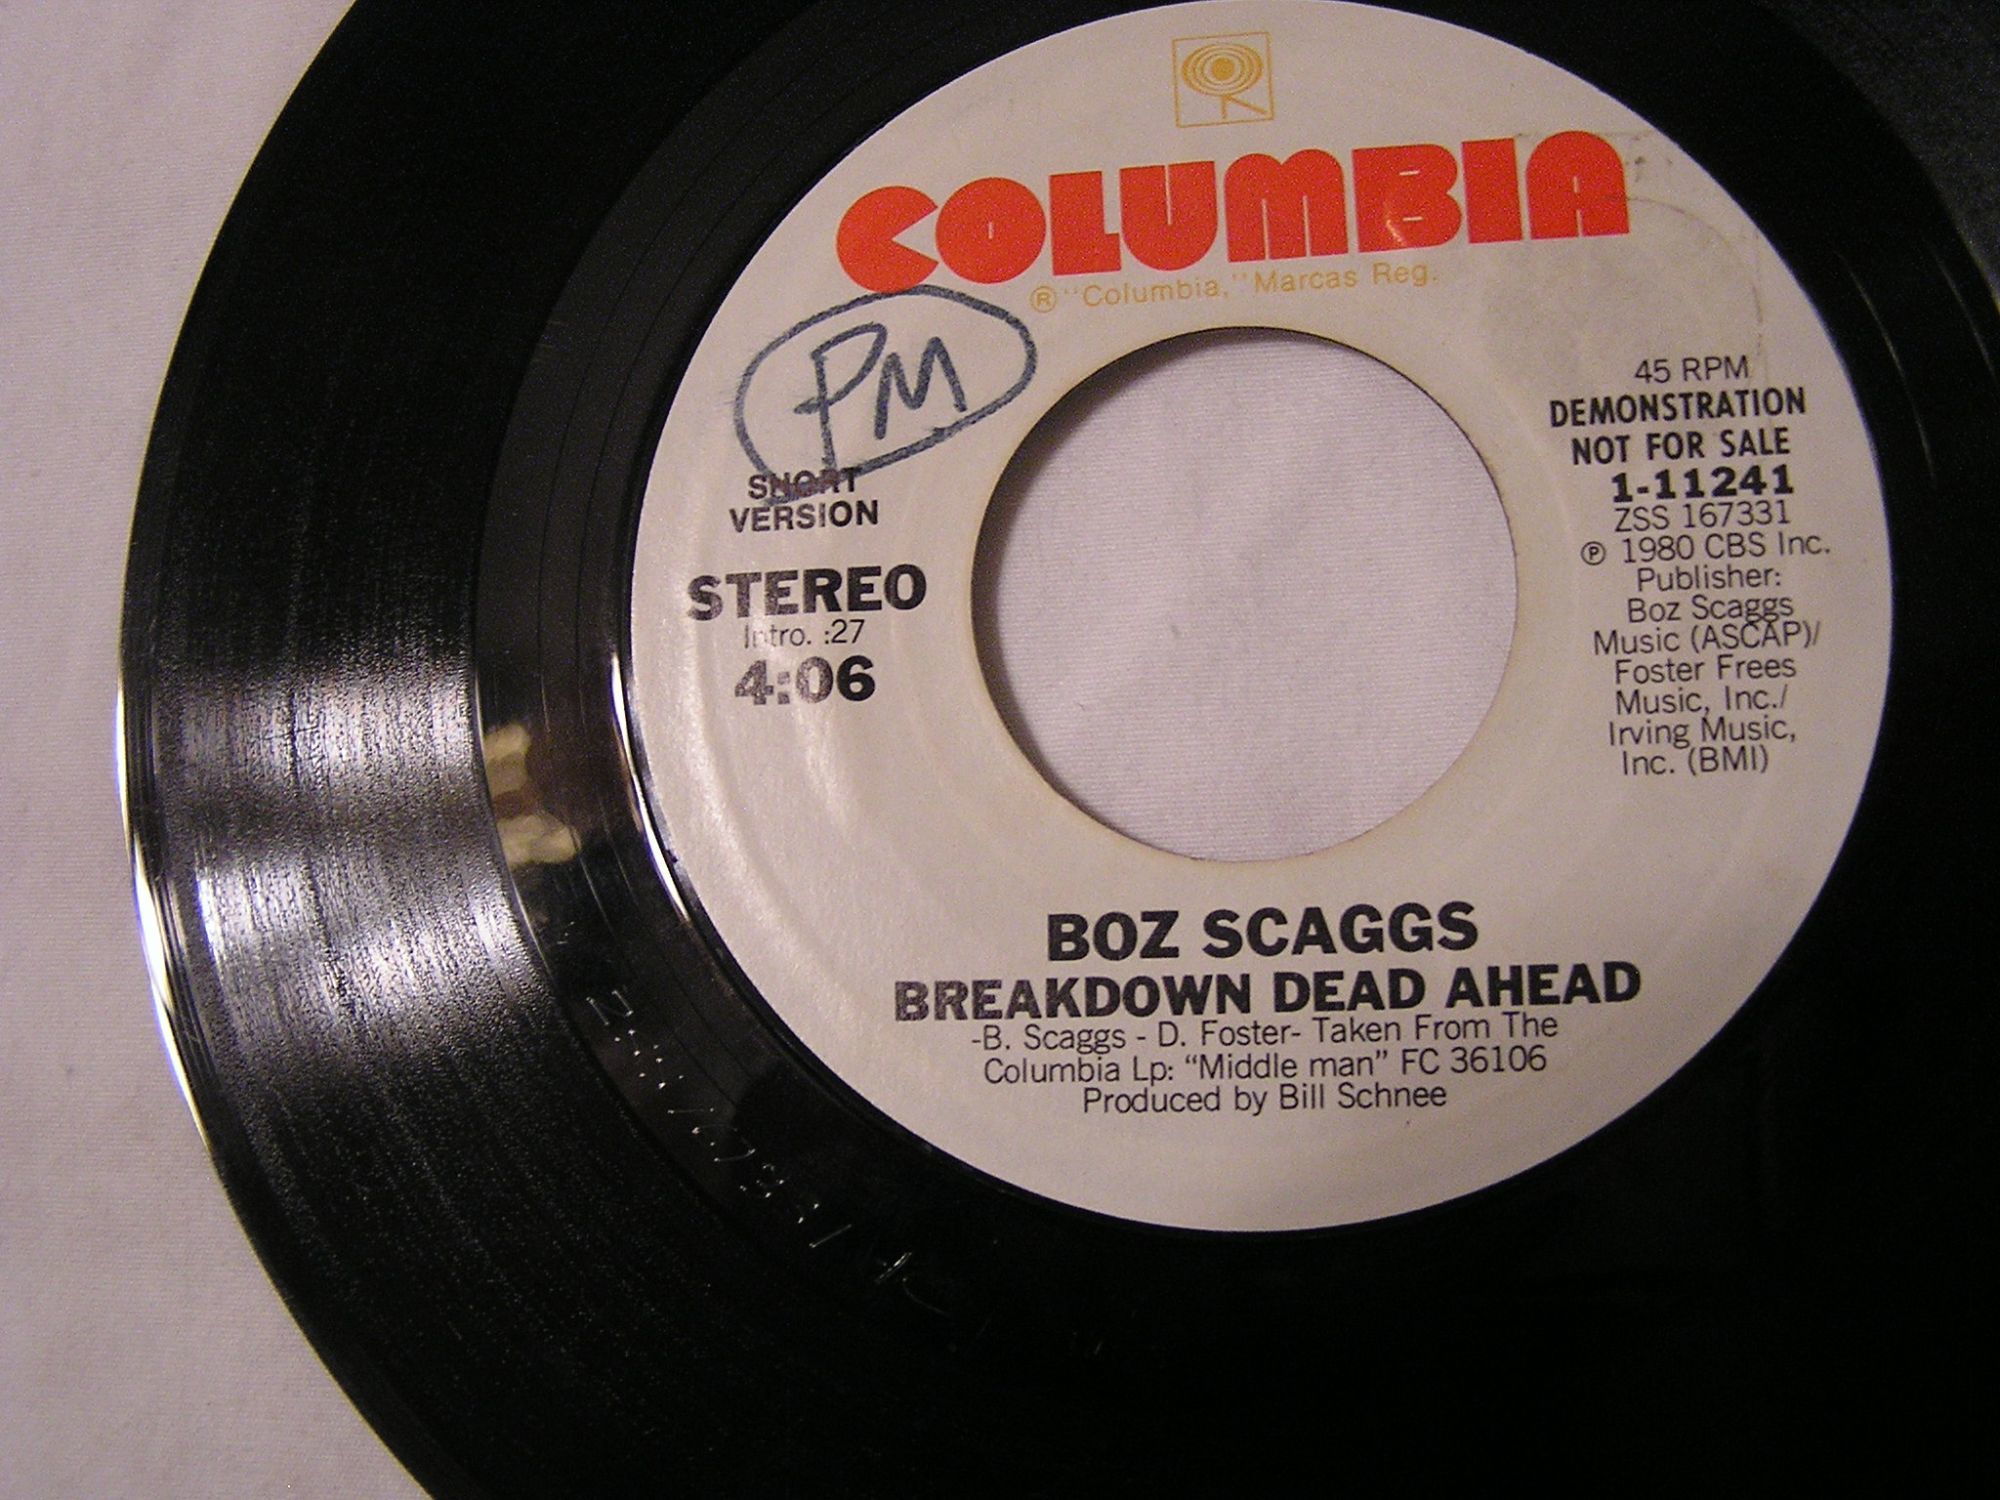 COLUMBIA
® "Columbia," Marcas Reg.
PM
SHORT
VERSION
STEREO
Intro. :27
4:06
45 RPM
DEMONSTRATION
NOT FOR SALE
1-11241
ZSS 167331
℗ 1980 CBS Inc.
Publisher:
Boz Scaggs
Music (ASCAP)/
Foster Frees
Music, Inc./
Irving Music,
Inc. (BMI)
BOZ SCAGGS
BREAKDOWN DEAD AHEAD
-B. Scaggs - D. Foster- Taken From The
Columbia Lp: “Middle man” FC 36106
Produced by Bill Schnee